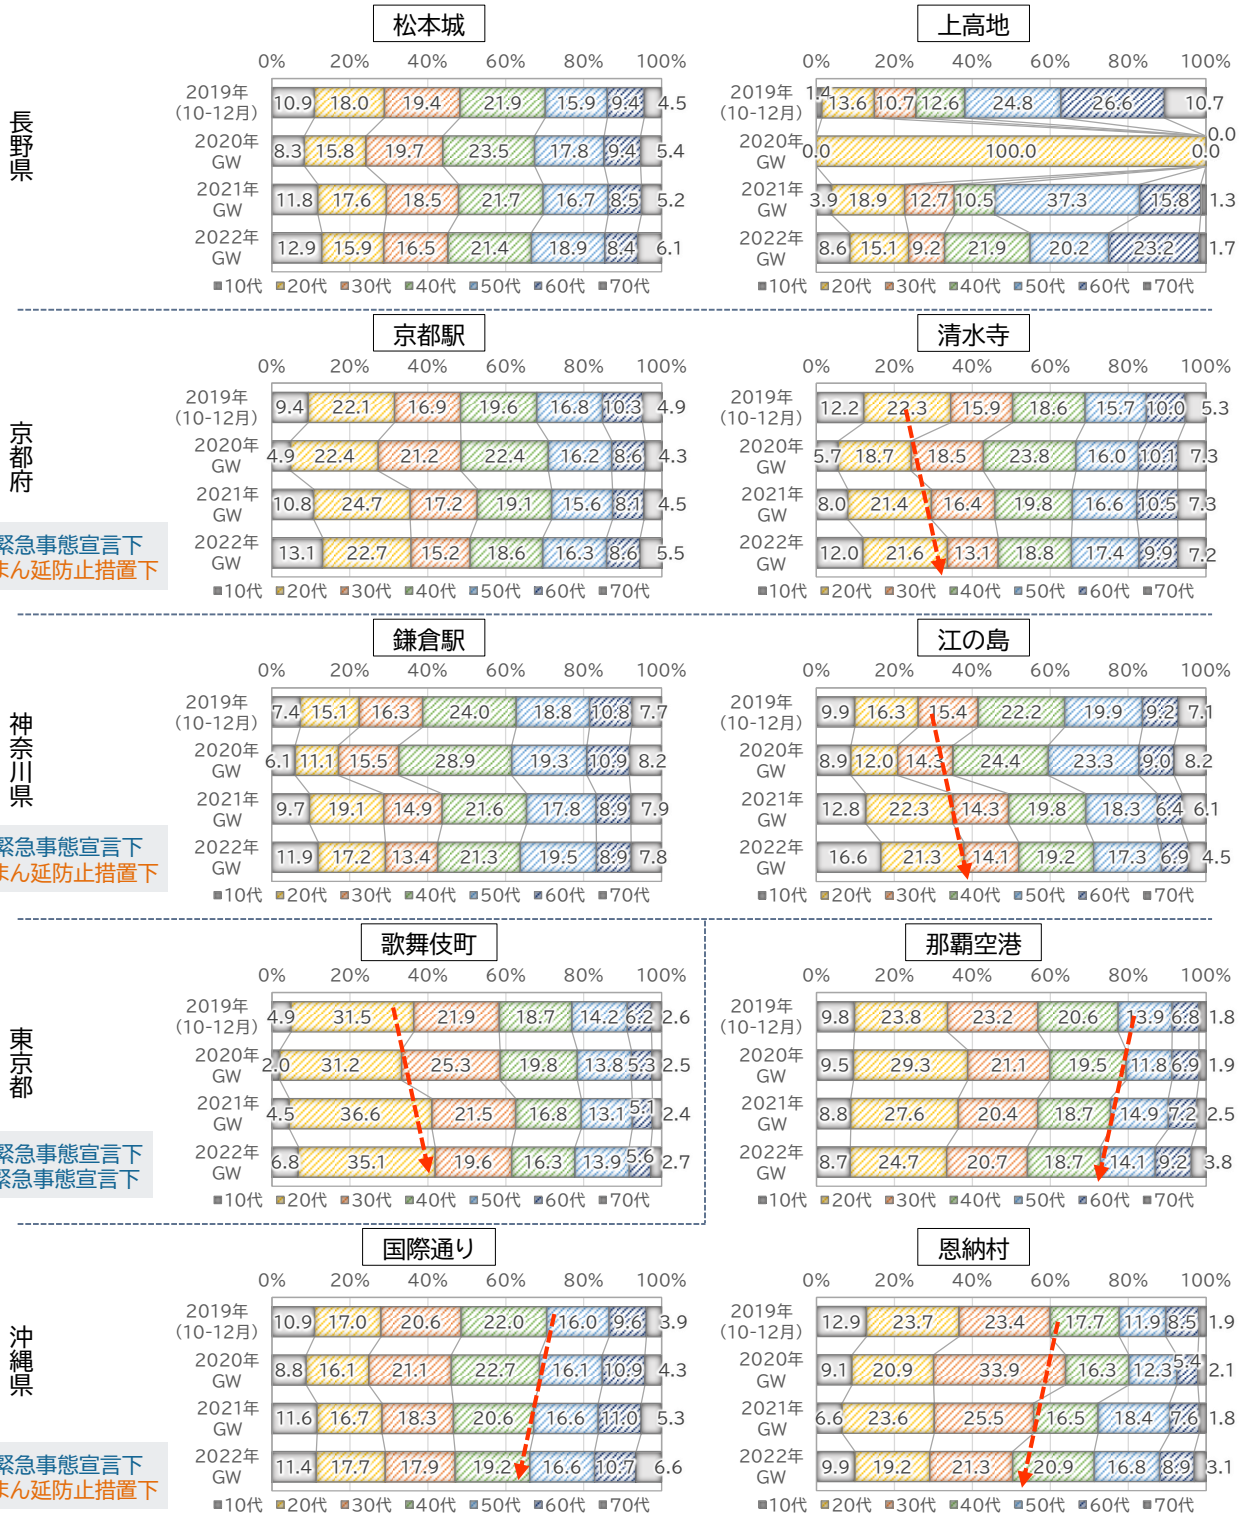 長野県
松本城
0% 20% 40% 60% 80% 100%
2019年
(10-12月)
10.9 18.0 19.4 21.9 15.9 9.4 4.5
2020年
GW
8.3 15.8 19.7 23.5 17.8 9.4 5.4
2021年
GW
11.8 17.6 18.5 21.7 16.7 8.5 5.2
2022年
GW
12.9 15.9 16.5 21.4 18.9 8.4 6.1
10代 20代 30代 40代 50代 60代 70代
上高地
0% 20% 40% 60% 80% 100%
2019年
(10-12月)
1.4 13.6 10.7 12.6 24.8 26.6 10.7
2020年
GW
0.0 100.0 0.0 0.0
2021年
GW
3.9 18.9 12.7 10.5 37.3 15.8 1.3
2022年
GW
8.6 15.1 9.2 21.9 20.2 23.2 1.7
10代 20代 30代 40代 50代 60代 70代
京都府
緊急事態宣言下
まん延防止措置下
京都駅
0% 20% 40% 60% 80% 100%
2019年
(10-12月)
9.4 22.1 16.9 19.6 16.8 10.3 4.9
2020年
GW
4.9 22.4 21.2 22.4 16.2 8.6 4.3
2021年
GW
10.8 24.7 17.2 19.1 15.6 8.1 4.5
2022年
GW
13.1 22.7 15.2 18.6 16.3 8.6 5.5
10代 20代 30代 40代 50代 60代 70代
清水寺
0% 20% 40% 60% 80% 100%
2019年
(10-12月)
12.2 22.3 15.9 18.6 15.7 10.0 5.3
2020年
GW
5.7 18.7 18.5 23.8 16.0 10.1 7.3
2021年
GW
8.0 21.4 16.4 19.8 16.6 10.5 7.3
2022年
GW
12.0 21.6 13.1 18.8 17.4 9.9 7.2
10代 20代 30代 40代 50代 60代 70代
神奈川県
緊急事態宣言下
まん延防止措置下
鎌倉駅
0% 20% 40% 60% 80% 100%
2019年
(10-12月)
7.4 15.1 16.3 24.0 18.8 10.8 7.7
2020年
GW
6.1 11.1 15.5 28.9 19.3 10.9 8.2
2021年
GW
9.7 19.1 14.9 21.6 17.8 8.9 7.9
2022年
GW
11.9 17.2 13.4 21.3 19.5 8.9 7.8
10代 20代 30代 40代 50代 60代 70代
江の島
0% 20% 40% 60% 80% 100%
2019年
(10-12月)
9.9 16.3 15.4 22.2 19.9 9.2 7.1
2020年
GW
8.9 12.0 14.3 24.4 23.3 9.0 8.2
2021年
GW
12.8 22.3 14.3 19.8 18.3 6.4 6.1
2022年
GW
16.6 21.3 14.1 19.2 17.3 6.9 4.5
10代 20代 30代 40代 50代 60代 70代
東京都
緊急事態宣言下
緊急事態宣言下
歌舞伎町
0% 20% 40% 60% 80% 100%
2019年
(10-12月)
4.9 31.5 21.9 18.7 14.2 6.2 2.6
2020年
GW
2.0 31.2 25.3 19.8 13.8 5.3 2.5
2021年
GW
4.5 36.6 21.5 16.8 13.1 5.1 2.4
2022年
GW
6.8 35.1 19.6 16.3 13.9 5.6 2.7
10代 20代 30代 40代 50代 60代 70代
那覇空港
0% 20% 40% 60% 80% 100%
2019年
(10-12月)
9.8 23.8 23.2 20.6 13.9 6.8 1.8
2020年
GW
9.5 29.3 21.1 19.5 11.8 6.9 1.9
2021年
GW
8.8 27.6 20.4 18.7 14.9 7.2 2.5
2022年
GW
8.7 24.7 20.7 18.7 14.1 9.2 3.8
10代 20代 30代 40代 50代 60代 70代
沖縄県
緊急事態宣言下
まん延防止措置下
国際通り
0% 20% 40% 60% 80% 100%
2019年
(10-12月)
10.9 17.0 20.6 22.0 16.0 9.6 3.9
2020年
GW
8.8 16.1 21.1 22.7 16.1 10.9 4.3
2021年
GW
11.6 16.7 18.3 20.6 16.6 11.0 5.3
2022年
GW
11.4 17.7 17.9 19.2 16.6 10.7 6.6
10代 20代 30代 40代 50代 60代 70代
恩納村
0% 20% 40% 60% 80% 100%
2019年
(10-12月)
12.9 23.7 23.4 17.7 11.9 8.5 1.9
2020年
GW
9.1 20.9 33.9 16.3 12.3 5.4 2.1
2021年
GW
6.6 23.6 25.5 16.5 18.4 7.6 1.8
2022年
GW
9.9 19.2 21.3 20.9 16.8 8.9 3.1
10代 20代 30代 40代 50代 60代 70代